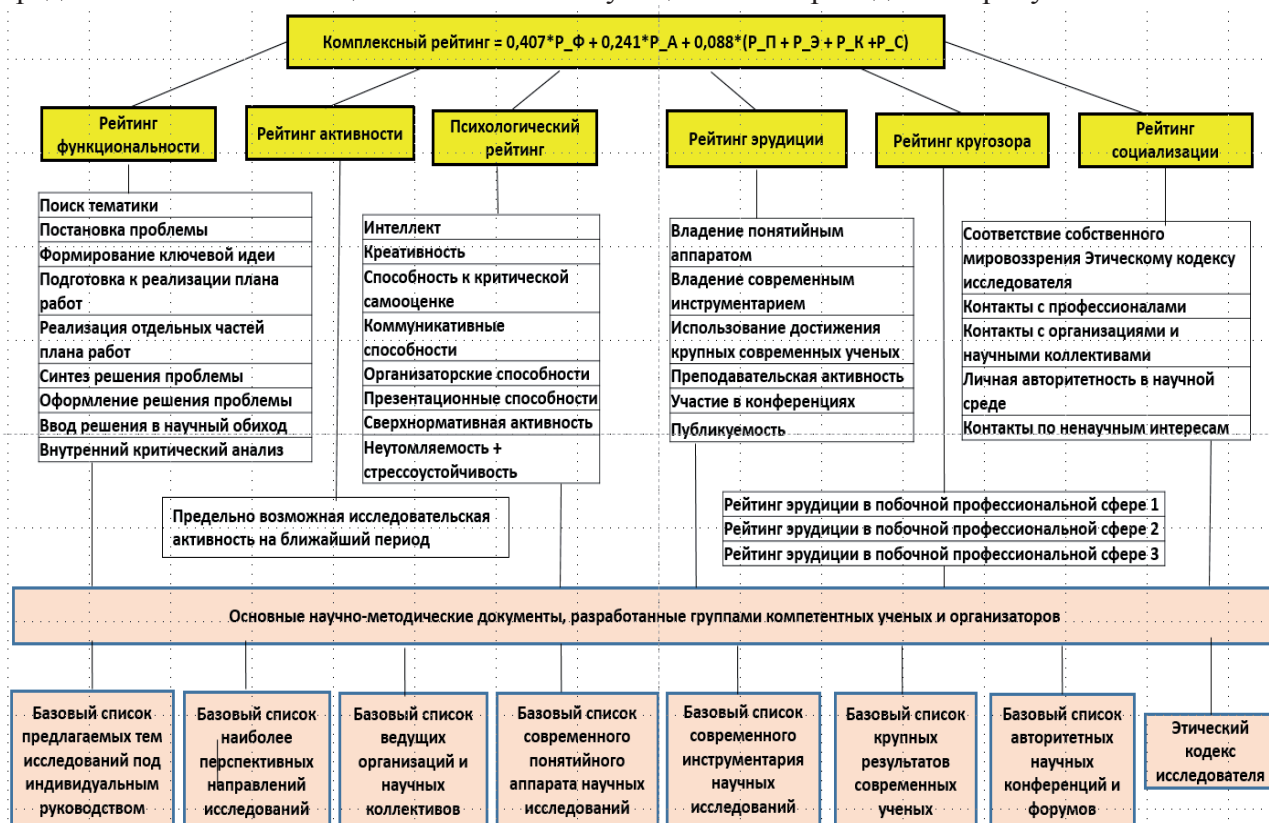 Комплексный рейтинг = 0,407*Р_Ф + 0,241*Р_А + 0,088*(Р_П + Р_Э + Р_К +Р_С)
Рейтинг
функциональности
Рейтинг активности
Психологический
рейтинг
Рейтинг эрудиции
Рейтинг кругозора
Рейтинг
социализации
Поиск тематики
Постановка проблемы
Формирование ключевой идеи
Подготовка к реализации плана
работ
Реализация отдельных частей
плана работ
Синтез решения проблемы
Оформление решения проблемы
Ввод решения в научный обиход
Внутренний критический анализ
Интеллект
Креативность
Способность к критической
самооценке
Коммуникативные
способности
Организаторские способности
Презентационные способности
Сверхнормативная активность
Неутомляемость +
стрессоустойчивость
Владение понятийным
аппаратом
Владение современным
инструментарием
Использование достижения
крупных современных ученых
Преподавательская активность
Участие в конференциях
Публикуемость
Соответствие собственного
мировоззрения Этическому кодексу
исследователя
Контакты с профессионалами
Контакты с организациями и
научными коллективами
Личная авторитетность в научной
среде
Контакты по ненаучным интересам
Предельно возможная исследовательская
активность на ближайший период
Рейтинг эрудиции в побочной профессиональной сфере 1
Рейтинг эрудиции в побочной профессиональной сфере 2
Рейтинг эрудиции в побочной профессиональной сфере 3
Основные научно-методические документы, разработанные группами компетентных ученых и организаторов
Базовый список
предлагаемых тем
исследований под
индивидуальным
руководством
Базовый список
наиболее
перспективных
направлений
исследований
Базовый список
ведущих
организаций и
научных
коллективов
Базовый список
современного
понятийного
аппарата научных
исследований
Базовый список
современного
инструментария
научных
исследований
Базовый список
крупных
результатов
современных
ученых
Базовый список
авторитетных
научных
конференций и
форумов
Этический
кодекс
исследователя